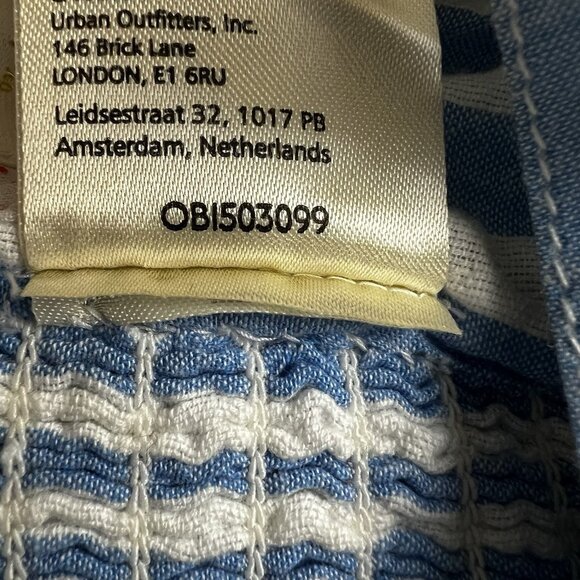 Urban Outfitters, Inc.
146 Brick Lane
LONDON, E1 6RU
Leidsestraat 32, 1017 PB
Amsterdam, Netherlands
OBI503099